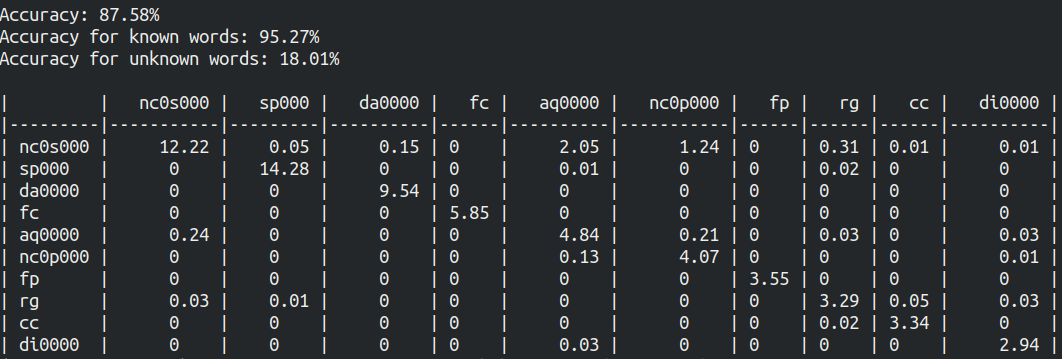 Accuracy: 87.58%
Accuracy for known words: 95.27%
Accuracy for unknown words: 18.01%
|          |   nc0s000 |   sp000 |   da0000 |   fc |   aq0000 |   nc0p000 |   fp |   rg |   cc |   di0000 |
|---------|-----------|---------|----------|------|----------|-----------|------|------|------|----------|
| nc0s000 |     12.22 |    0.05 |     0.15 | 0    |     2.05 |      1.24 | 0    | 0.31 | 0.01 |     0.01 |
| sp000   |      0    |   14.28 |     0    | 0    |     0.01 |      0    | 0    | 0.02 | 0    |     0    |
| da0000  |      0    |    0    |     9.54 | 0    |     0    |      0    | 0    | 0    | 0    |     0    |
| fc      |      0    |    0    |     0    | 5.85 |     0    |      0    | 0    | 0    | 0    |     0    |
| aq0000  |      0.24 |    0    |     0    | 0    |     4.84 |      0.21 | 0    | 0.03 | 0    |     0.03 |
| nc0p000 |      0    |    0    |     0    | 0    |     0.13 |      4.07 | 0    | 0    | 0    |     0.01 |
| fp      |      0    |    0    |     0    | 0    |     0    |      0    | 3.55 | 0    | 0    |     0    |
| rg      |      0.03 |    0.01 |     0    | 0    |     0    |      0    | 0    | 3.29 | 0.05 |     0.03 |
| cc      |      0    |    0    |     0    | 0    |     0    |      0    | 0    | 0.02 | 3.34 |     0    |
| di0000  |      0    |    0    |     0    | 0    |     0.03 |      0    | 0    | 0    | 0    |     2.94 |